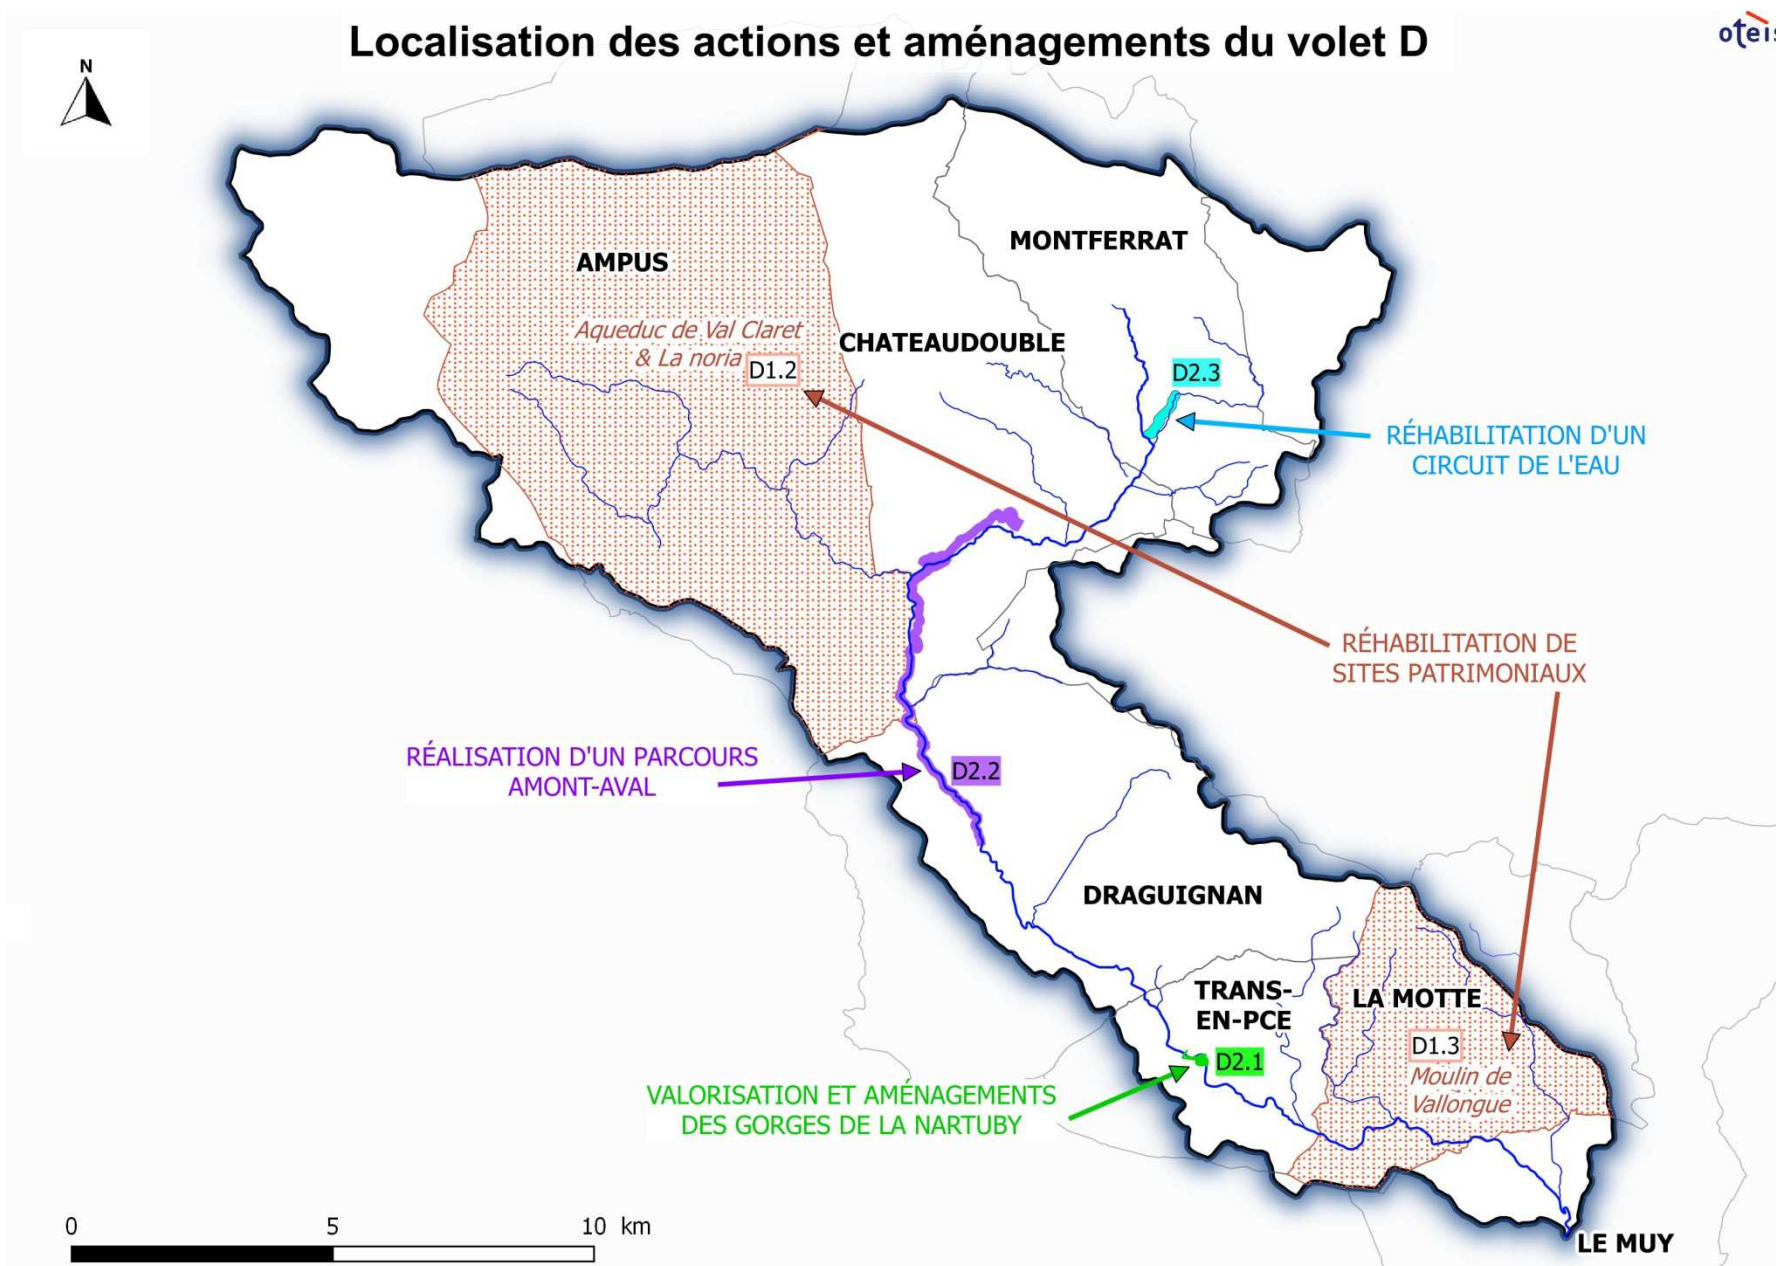 Localisation des actions et aménagements du volet D
oteis
N
MONTFERRAT
AMPUS
Aqueduc de Val Claret
& La noria
D1.2
CHATEAUDOUBLE
D2.3
RÉHABILITATION D'UN
CIRCUIT DE L'EAU
RÉHABILITATION DE
SITES PATRIMONIAUX
RÉALISATION D'UN PARCOURS
AMONT-AVAL
D2.2
DRAGUIGNAN
TRANS-
EN-PCE
LA MOTTE
D1.3
Moulin de
Vallongue
D2.1
VALORISATION ET AMÉNAGEMENTS
DES GORGES DE LA NARTUBY
0 5 10 km
LE MUY